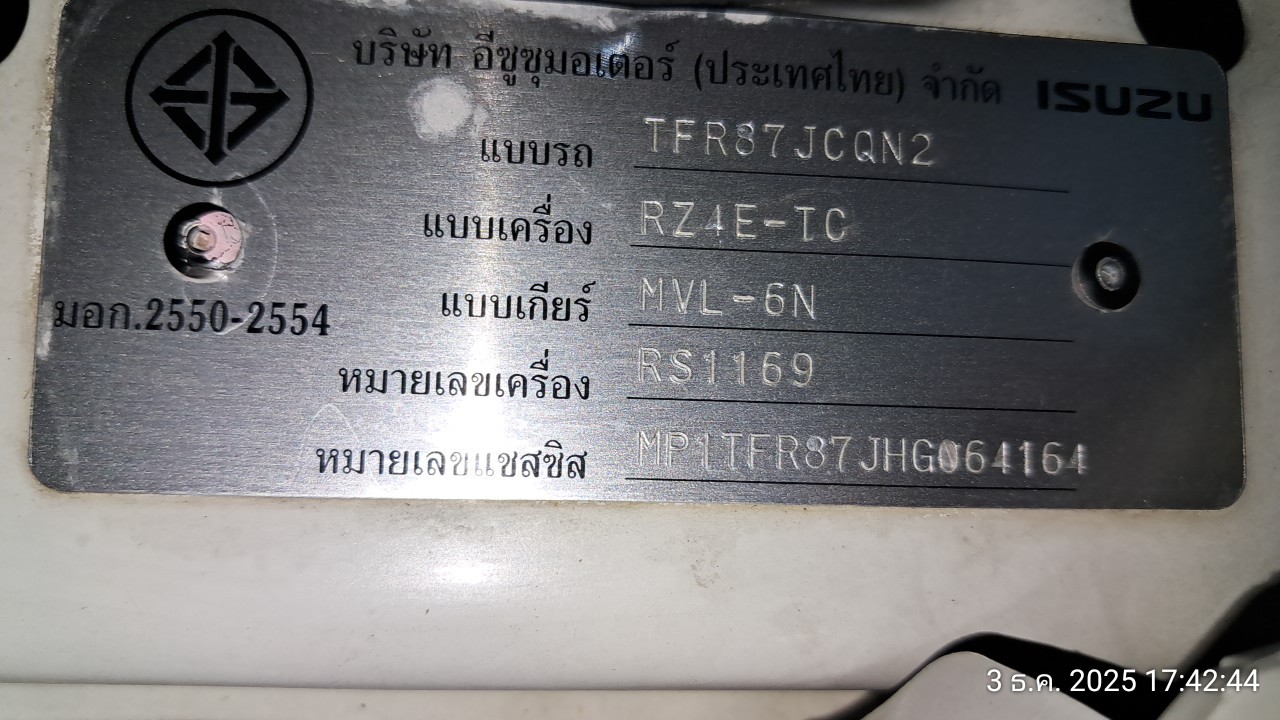 บริษัท อีซูซุมอเตอร์ (ประเทศไทย) จำกัด ISUZU
แบบรถ TFR87JCQN2
แบบเครื่อง RZ4E-TC
แบบเกียร์ MVL-6N
มอก.2550-2554
หมายเลขเครื่อง RS1169
หมายเลขแชสซิส MP1TFR87JHG064164
3 ธ.ค. 2025 17:42:44